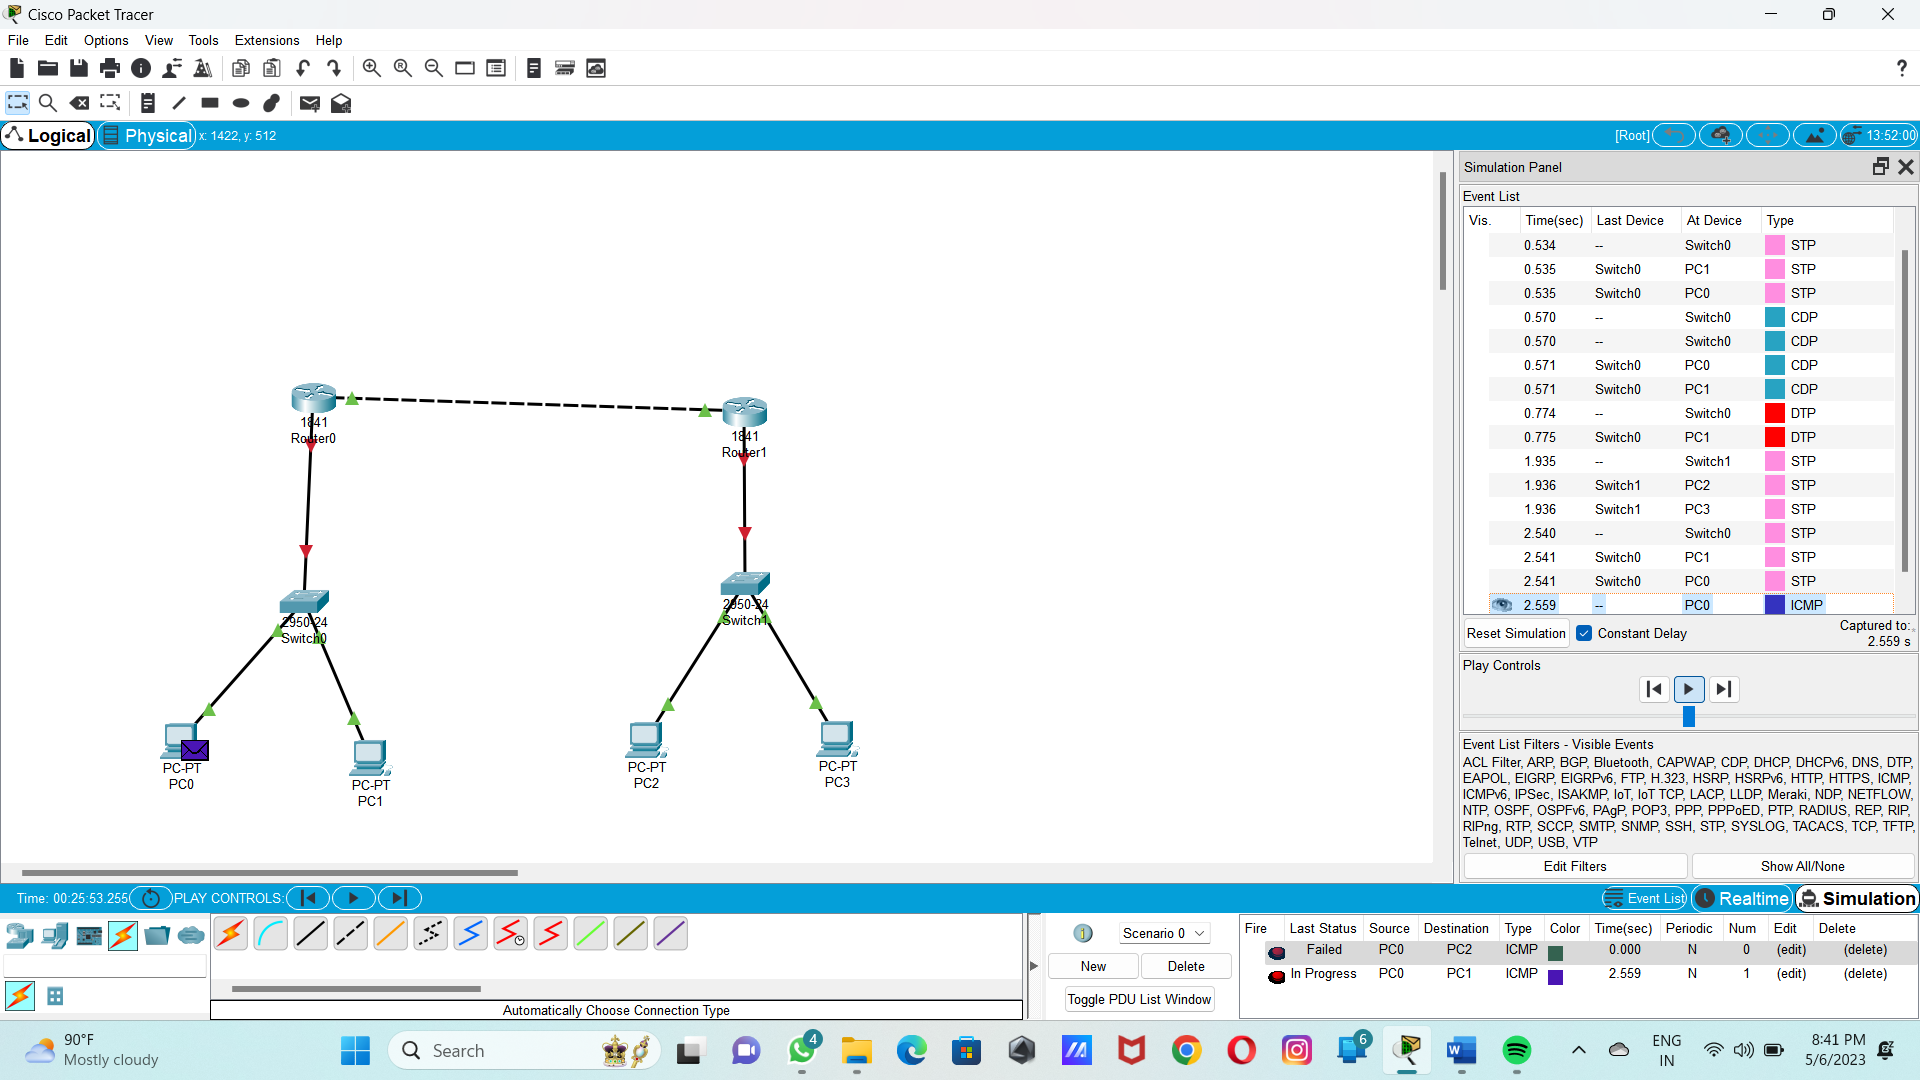 Cisco Packet Tracer
File Edit Options View Tools Extensions Help
?
Logical Physical x: 1422, y: 512 [Root] 13:52:00
Simulation Panel
Event List
Vis. Time(sec) Last Device At Device Type
0.534 -- Switch0 STP
0.535 Switch0 PC1 STP
0.535 Switch0 PC0 STP
0.570 -- Switch0 CDP
0.570 -- Switch0 CDP
0.571 Switch0 PC0 CDP
0.571 Switch0 PC1 CDP
0.774 -- Switch0 DTP
0.775 Switch0 PC1 DTP
1.935 -- Switch1 STP
1.936 Switch1 PC2 STP
1.936 Switch1 PC3 STP
2.540 -- Switch0 STP
2.541 Switch0 PC1 STP
2.541 Switch0 PC0 STP
2.559 -- PC0 ICMP
Reset Simulation Constant Delay Captured to:
2.559 s
Play Controls
Event List Filters - Visible Events
ACL Filter, ARP, BGP, Bluetooth, CAPWAP, CDP, DHCP, DHCPv6, DNS, DTP,
EAPOL, EIGRP, EIGRPv6, FTP, H.323, HSRP, HSRPv6, HTTP, HTTPS, ICMP,
ICMPv6, IPSec, ISAKMP, IoT, IoT TCP, LACP, LLDP, Meraki, NDP, NETFLOW,
NTP, OSPF, OSPFv6, PAgP, POP3, PPP, PPPoED, PTP, RADIUS, REP, RIP,
RIPng, RTP, SCCP, SMTP, SNMP, SSH, STP, SYSLOG, TACACS, TCP, TFTP,
Telnet, UDP, USB, VTP
Edit Filters Show All/None
1841
Router0
1841
Router1
2950-24
Switch0
2950-24
Switch1
PC-PT
PC0
PC-PT
PC1
PC-PT
PC2
PC-PT
PC3
Time: 00:25:53.255 PLAY CONTROLS: Event List Realtime Simulation
Automatically Choose Connection Type
1 Scenario 0
New Delete
Toggle PDU List Window
Fire Last Status Source Destination Type Color Time(sec) Periodic Num Edit Delete
Failed PC0 PC2 ICMP 0.000 N 0 (edit) (delete)
In Progress PC0 PC1 ICMP 2.559 N 1 (edit) (delete)
90°F
Mostly cloudy
Search
4
6
ENG
IN
8:41 PM
5/6/2023